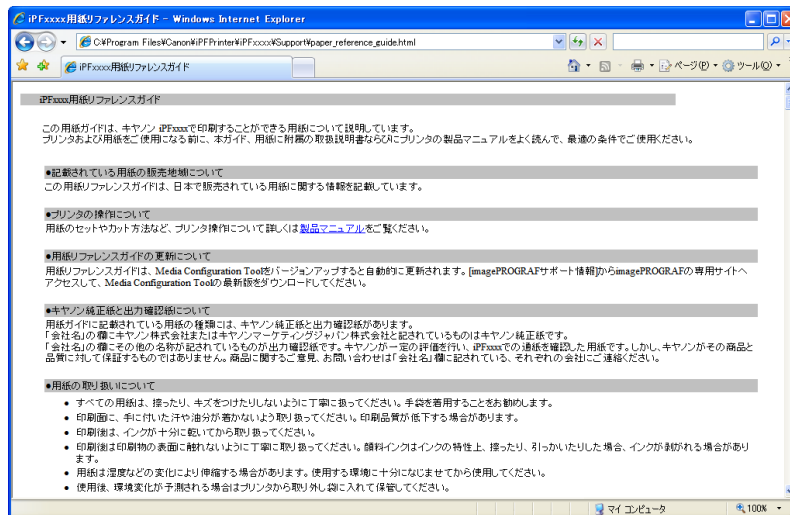 iPFxxxx用紙リファレンスガイド - Windows Internet Explorer
C:¥Program Files¥Canon¥iPFPrinter¥iPFxxxx¥Support¥paper_reference_guide.html
iPFxxxx用紙リファレンスガイド
ページ(P) ツール(O)
iPFxxxx用紙リファレンスガイド
この用紙ガイドは、キヤノン iPFxxxxで印刷することができる用紙について説明しています。
プリンタおよび用紙をご使用になる前に、本ガイド、用紙に附属の取扱説明書ならびにプリンタの製品マニュアルをよく読んで、最適の条件でご使用ください。
●記載されている用紙の販売地域について
この用紙リファレンスガイドは、日本で販売されている用紙に関する情報を記載しています。
●プリンタの操作について
用紙のセットやカット方法など、プリンタ操作について詳しくは製品マニュアルをご覧ください。
●用紙リファレンスガイドの更新について
用紙リファレンスガイドは、Media Configuration Toolをバージョンアップすると自動的に更新されます。[imagePROGRAFサポート情報]からimagePROGRAFの専用サイトへ
アクセスして、Media Configuration Toolの最新版をダウンロードしてください。
●キヤノン純正紙と出力確認紙について
用紙ガイドに記載されている用紙の種類には、キヤノン純正紙と出力確認紙があります。
「会社名」の欄にキヤノン株式会社またはキヤノンマーケティングジャパン株式会社と記されているものはキヤノン純正紙です。
「会社名」の欄にその他の名称が記されているものが出力確認紙です。キヤノンが一定の評価を行い、iPFxxxxでの通紙を確認した用紙です。しかし、キヤノンがその商品と
品質に対して保証するものではありません。商品に関するご意見、お問い合わせは「会社名」欄に記されている、それぞれの会社にご連絡ください。
●用紙の取り扱いについて
• すべての用紙は、擦ったり、キズをつけたりしないように丁寧に扱ってください。手袋を着用することをお勧めします。
• 印刷面に、手に付いた汗や油分が着かないよう取り扱ってください。印刷品質が低下する場合があります。
• 印刷後は、インクが十分に乾いてから取り扱ってください。
• 印刷後は印刷物の表面に触れないように丁寧に取り扱ってください。顔料インクはインクの特性上、擦ったり、引っかいたりした場合、インクが剥がれる場合があり
ます。
• 用紙は湿度などの変化により伸縮する場合があります。使用する環境に十分になじませてから使用してください。
• 使用後、環境変化が予測される場合はプリンタから取り外し袋に入れて保管してください。
マイ コンピュータ 100%